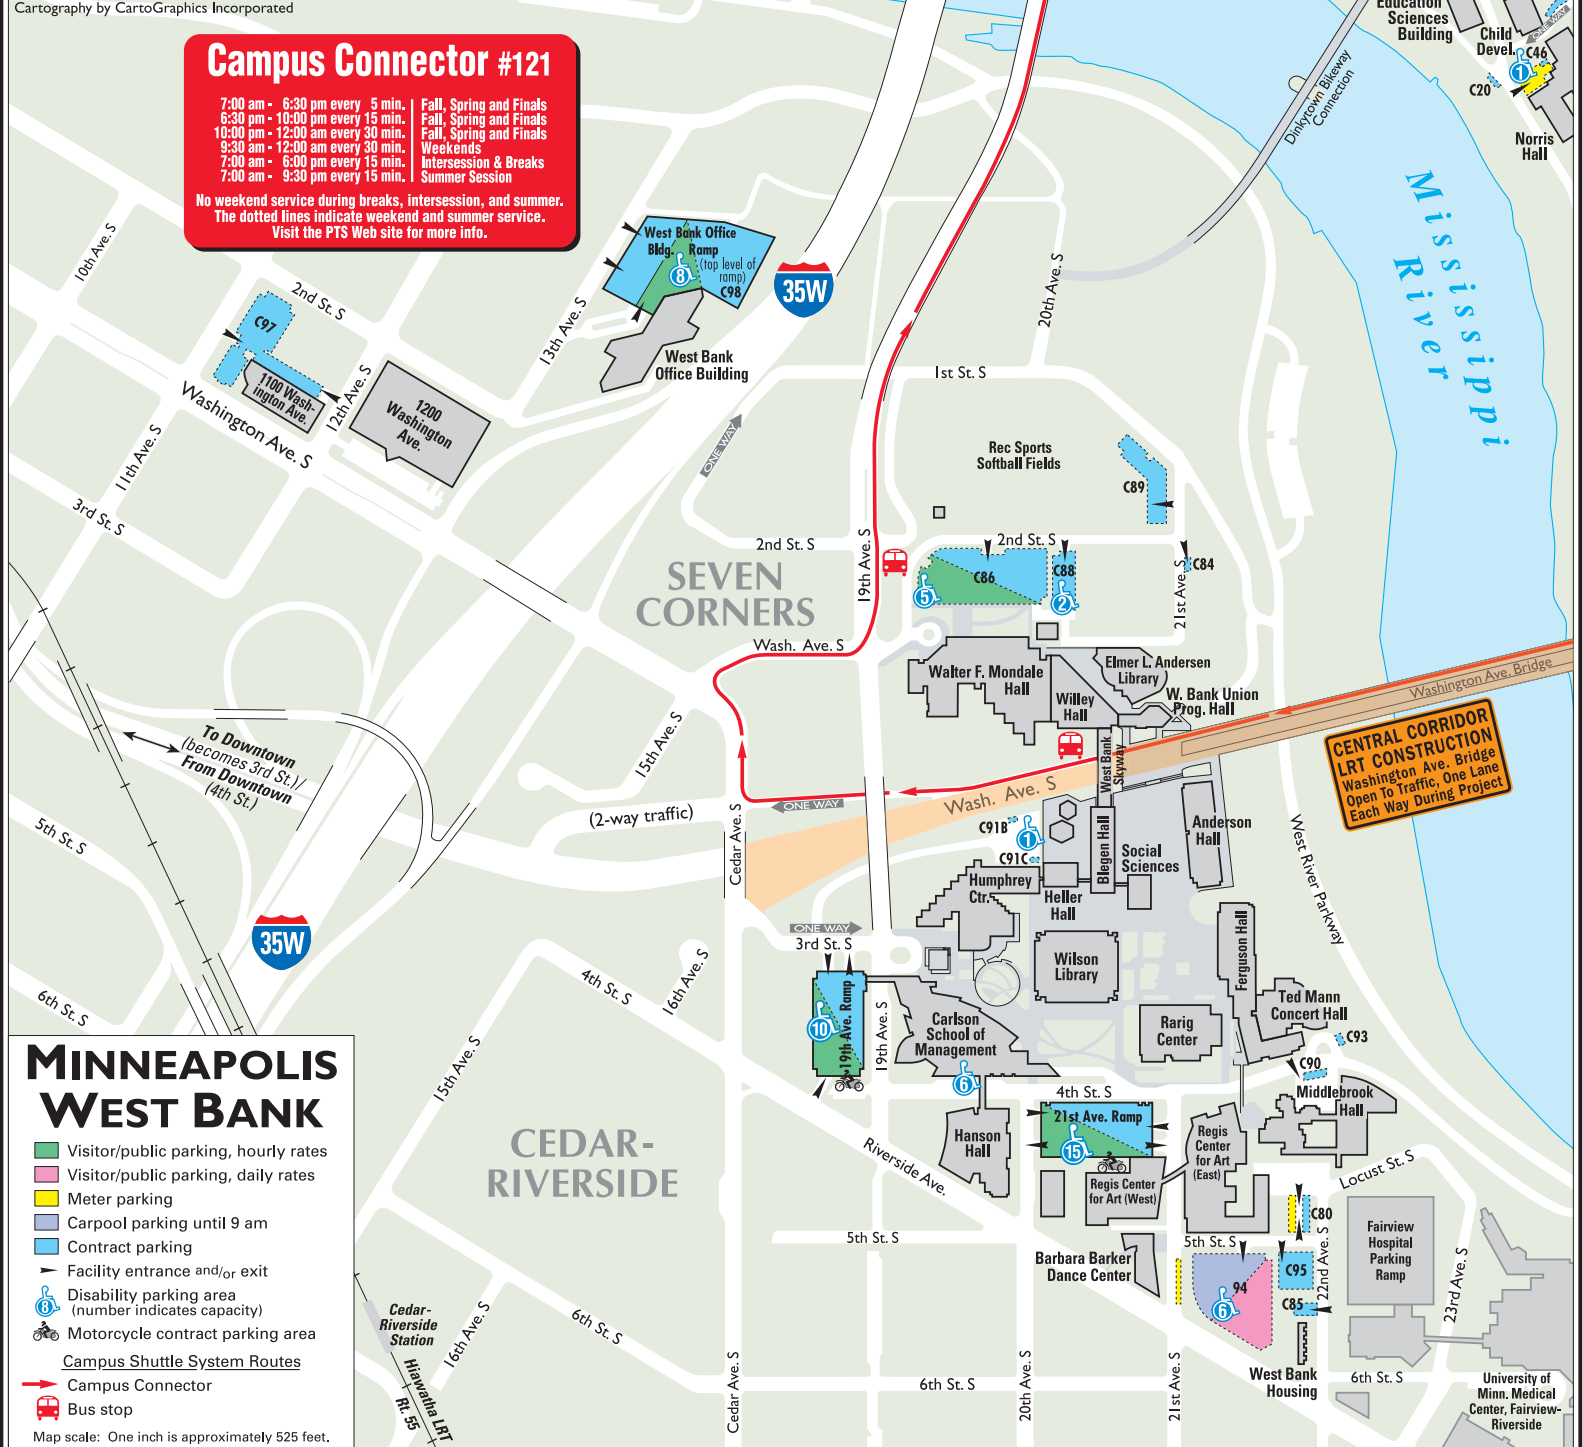 Cartography by CartoGraphics Incorporated
Campus Connector #121
7:00 am - 6:30 pm every 5 min. | Fall, Spring and Finals
6:30 pm - 10:00 pm every 15 min. | Fall, Spring and Finals
10:00 pm - 12:00 am every 30 min. | Fall, Spring and Finals
9:30 am - 12:00 am every 30 min. | Weekends
7:00 am - 6:00 pm every 15 min. | Intersession & Breaks
7:00 am - 9:30 pm every 15 min. | Summer Session
No weekend service during breaks, intersession, and summer.
The dotted lines indicate weekend and summer service.
Visit the PTS Web site for more info.
Education
Sciences
Building
Child
Devel.
ONE WAY
C46
1
C20
Norris
Hall
Dinkytown Bikeway
Connection
Mississippi
River
10th Ave. S
2nd St. S
C97
1100 Wash-
ington Ave.
12th Ave. S
1200
Washington
Ave.
Washington Ave. S
11th Ave. S
3rd St. S
13th Ave. S
West Bank Office
Bldg. Ramp
(top level of
ramp)
8
C98
West Bank
Office Building
35W
ONE WAY
20th Ave. S
1st St. S
Rec Sports
Softball Fields
C89
2nd St. S
2nd St. S
19th Ave. S
C86
C88
5
2
C84
21st Ave. S
SEVEN
CORNERS
Wash. Ave. S
Walter F. Mondale
Hall
Willey
Hall
Elmer L. Andersen
Library
W. Bank Union
Prog. Hall
Washington Ave. Bridge
CENTRAL CORRIDOR
LRT CONSTRUCTION
Washington Ave. Bridge
Open To Traffic, One Lane
Each Way During Project
15th Ave. S
To Downtown
(becomes 3rd St.)/
From Downtown
(4th St.)
(2-way traffic)
ONE WAY
Wash. Ave. S
West Bank
Skyway
Cedar Ave. S
C91B
1
C91C
Blegen Hall
Social
Sciences
Anderson
Hall
West River Parkway
5th St. S
Humphrey
Ctr.
Heller
Hall
35W
ONE WAY
3rd St. S
Wilson
Library
Ferguson Hall
Ted Mann
Concert Hall
4th St. S
16th Ave. S
6th St. S
10
19th Ave. Ramp
19th Ave. S
Carlson
School of
Management
6
Rarig
Center
C93
C90
Middlebrook
Hall
15th Ave. S
4th St. S
21st Ave. Ramp
15
Hanson
Hall
Regis
Center
for Art
(East)
Regis Center
for Art (West)
Riverside Ave.
CEDAR-
RIVERSIDE
Locust St. S
C80
5th St. S
5th St. S
Barbara Barker
Dance Center
94
6
C95
C85
22nd Ave. S
Fairview
Hospital
Parking
Ramp
23rd Ave. S
6th St. S
Cedar-
Riverside
Station
16th Ave. S
Hiawatha LRT
Rt. 55
Cedar Ave. S
6th St. S
20th Ave. S
21st Ave. S
West Bank
Housing
6th St. S
University of
Minn. Medical
Center, Fairview-
Riverside
MINNEAPOLIS
WEST BANK
Visitor/public parking, hourly rates
Visitor/public parking, daily rates
Meter parking
Carpool parking until 9 am
Contract parking
Facility entrance and/or exit
8
Disability parking area
(number indicates capacity)
Motorcycle contract parking area
Campus Shuttle System Routes
Campus Connector
Bus stop
Map scale: One inch is approximately 525 feet.